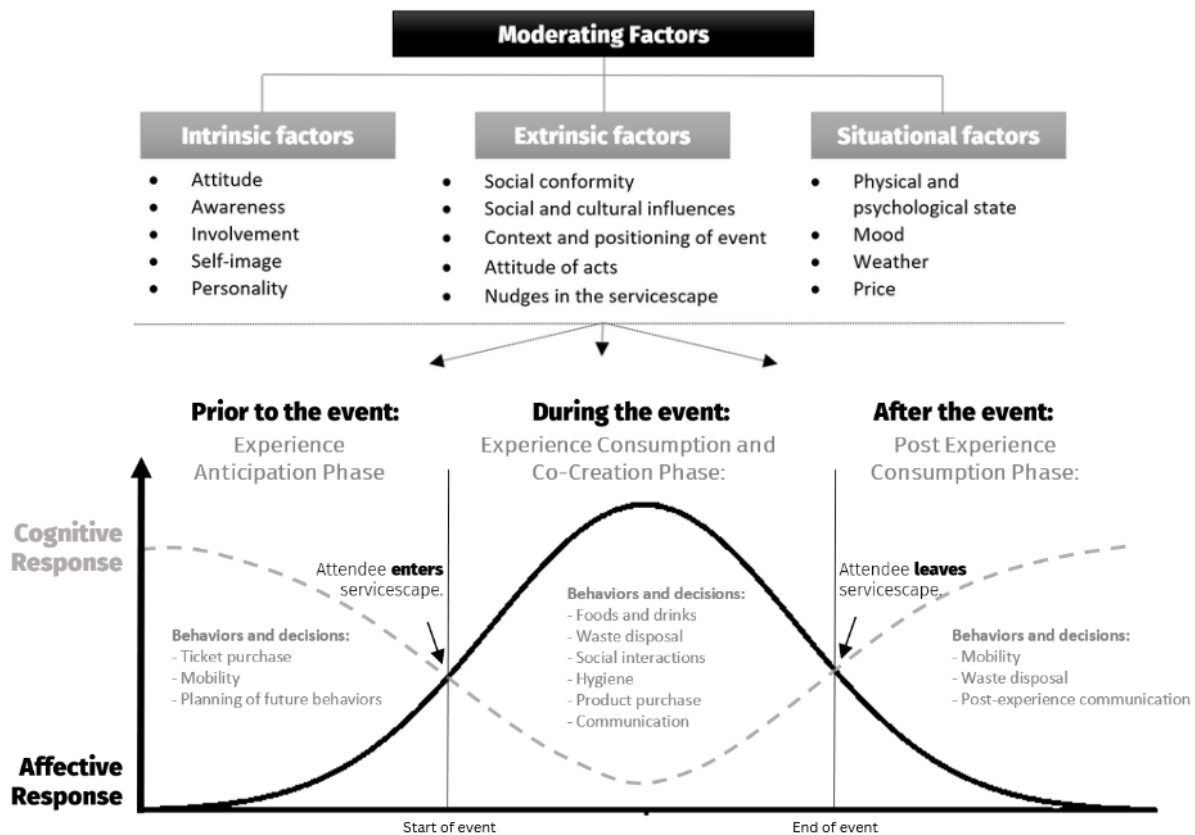 Moderating Factors
Intrinsic factors
• Attitude
• Awareness
• Involvement
• Self-image
• Personality
Extrinsic factors
• Social conformity
• Social and cultural influences
• Context and positioning of event
• Attitude of acts
• Nudges in the servicescape
Situational factors
• Physical and
psychological state
• Mood
• Weather
• Price
Prior to the event:
Experience
Anticipation Phase
During the event:
Experience Consumption and
Co-Creation Phase:
After the event:
Post Experience
Consumption Phase:
Cognitive
Response
Attendee enters
servicescape.
Behaviors and decisions:
- Ticket purchase
- Mobility
- Planning of future behaviors
Behaviors and decisions:
- Foods and drinks
- Waste disposal
- Social interactions
- Hygiene
- Product purchase
- Communication
Attendee leaves
servicescape.
Behaviors and decisions:
- Mobility
- Waste disposal
- Post-experience communication
Affective
Response
Start of event
End of event